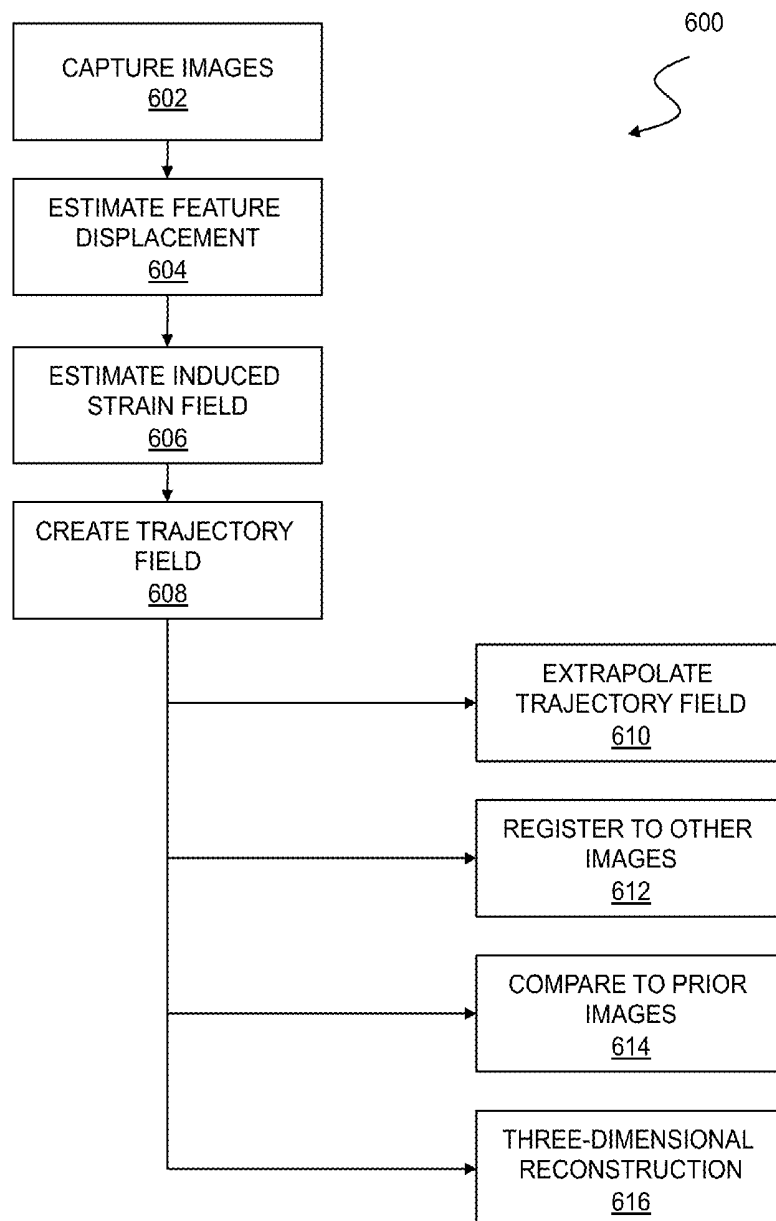 600
CAPTURE IMAGES
602
ESTIMATE FEATURE
DISPLACEMENT
604
ESTIMATE INDUCED
STRAIN FIELD
606
CREATE TRAJECTORY
FIELD
608
EXTRAPOLATE
TRAJECTORY FIELD
610
REGISTER TO OTHER
IMAGES
612
COMPARE TO PRIOR
IMAGES
614
THREE-DIMENSIONAL
RECONSTRUCTION
616